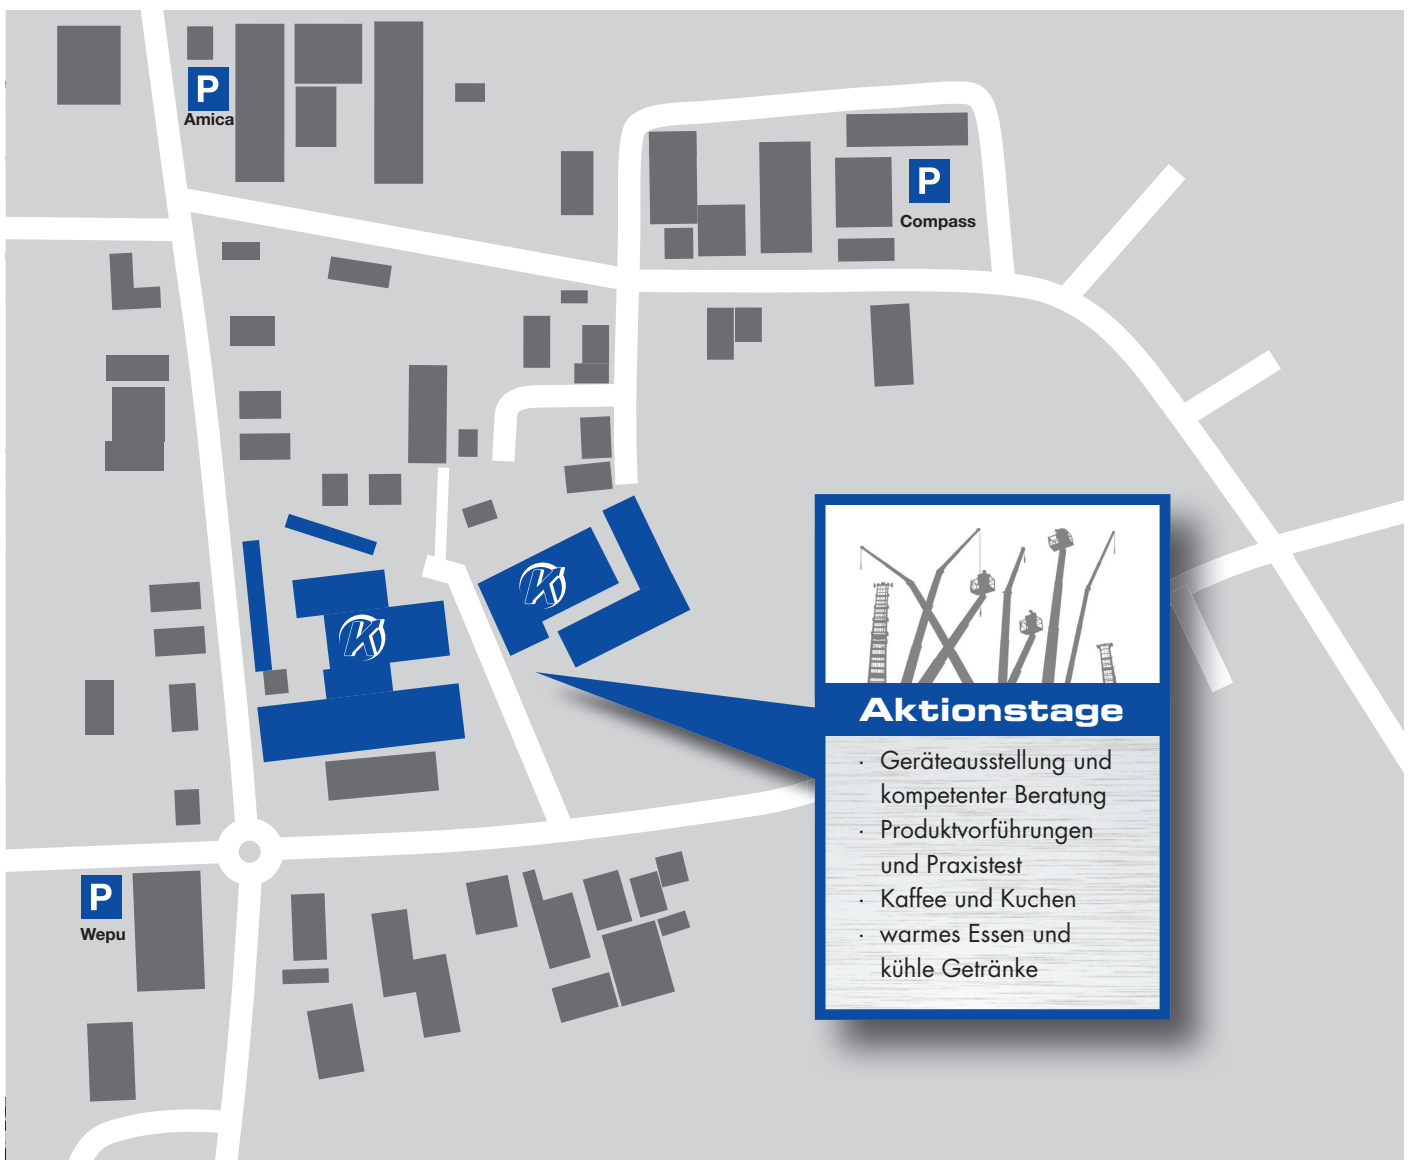 P
Amica
P
Compass
K
K
Aktionstage
· Geräteausstellung und
kompetenter Beratung
· Produktvorführungen
und Praxistest
· Kaffee und Kuchen
· warmes Essen und
kühle Getränke
P
Wepu